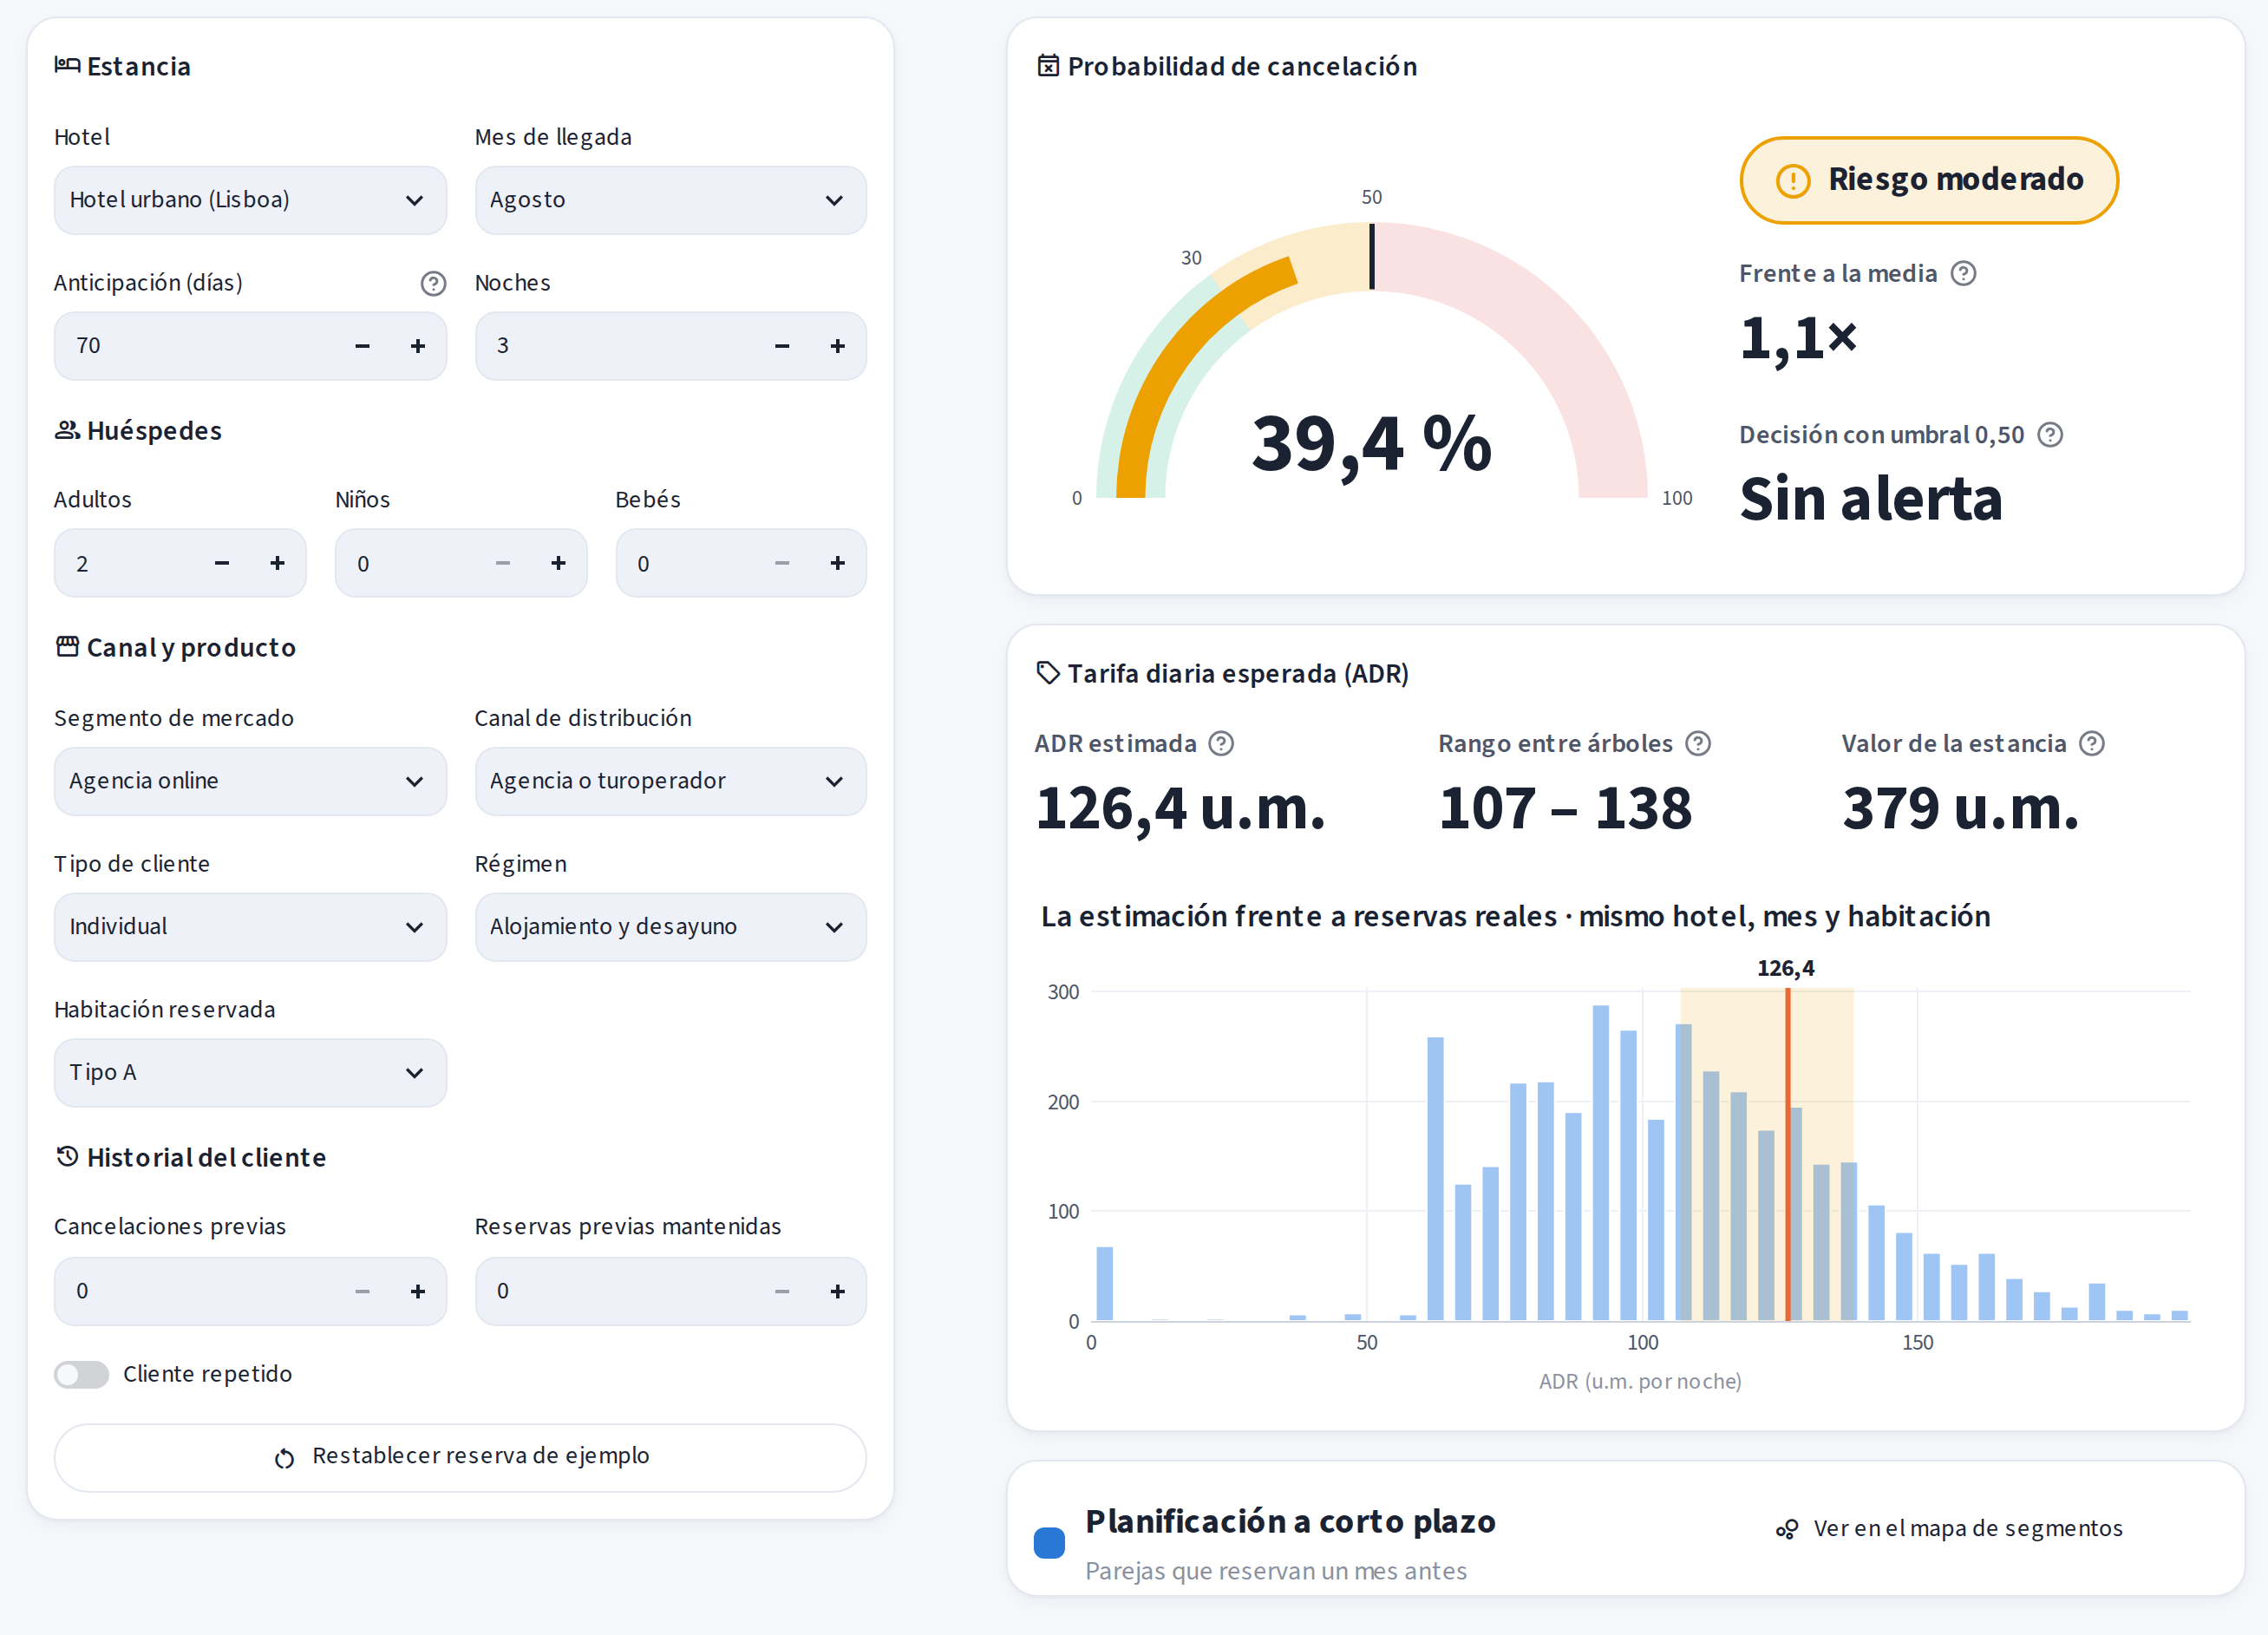 Estancia
Hotel
Mes de llegada
Hotel urbano (Lisboa)
Agosto
Anticipación (días)
Noches
70
3
Huéspedes
Adultos
Niños
Bebés
2
0
0
Canal y producto
Segmento de mercado
Canal de distribución
Agencia online
Agencia o turoperador
Tipo de cliente
Régimen
Individual
Alojamiento y desayuno
Habitación reservada
Tipo A
Historial del cliente
Cancelaciones previas
Reservas previas mantenidas
0
0
Cliente repetido
Restablecer reserva de ejemplo
Probabilidad de cancelación
0
30
50
100
39,4 %
Riesgo moderado
Frente a la media
1,1×
Decisión con umbral 0,50
Sin alerta
Tarifa diaria esperada (ADR)
ADR estimada
126,4 u.m.
Rango entre árboles
107 – 138
Valor de la estancia
379 u.m.
La estimación frente a reservas reales · mismo hotel, mes y habitación
126,4
300
200
100
0
0
50
100
150
ADR (u.m. por noche)
Planificación a corto plazo
Parejas que reservan un mes antes
Ver en el mapa de segmentos